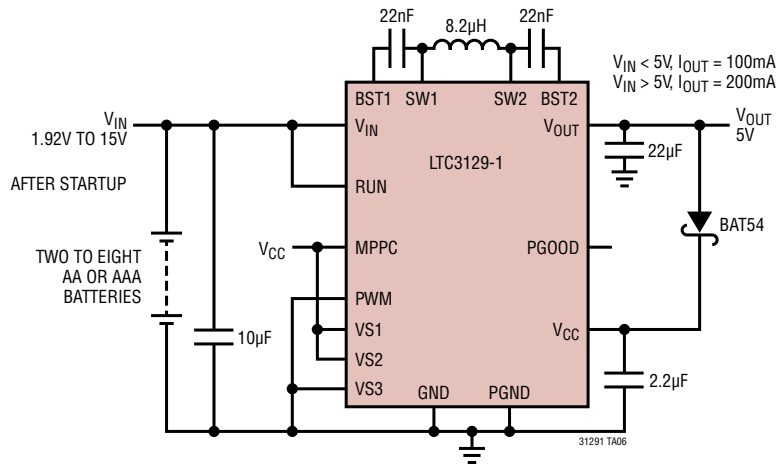 22nF
8.2µH
22nF
VIN < 5V, IOUT = 100mA
VIN > 5V, IOUT = 200mA
BST1
SW1
SW2
BST2
VIN
1.92V TO 15V
VIN
VOUT
VOUT
5V
LTC3129-1
22µF
AFTER STARTUP
RUN
BAT54
TWO TO EIGHT
AA OR AAA
BATTERIES
VCC
MPPC
PGOOD
PWM
10µF
VS1
VCC
VS2
VS3
2.2µF
GND
PGND
31291 TA06